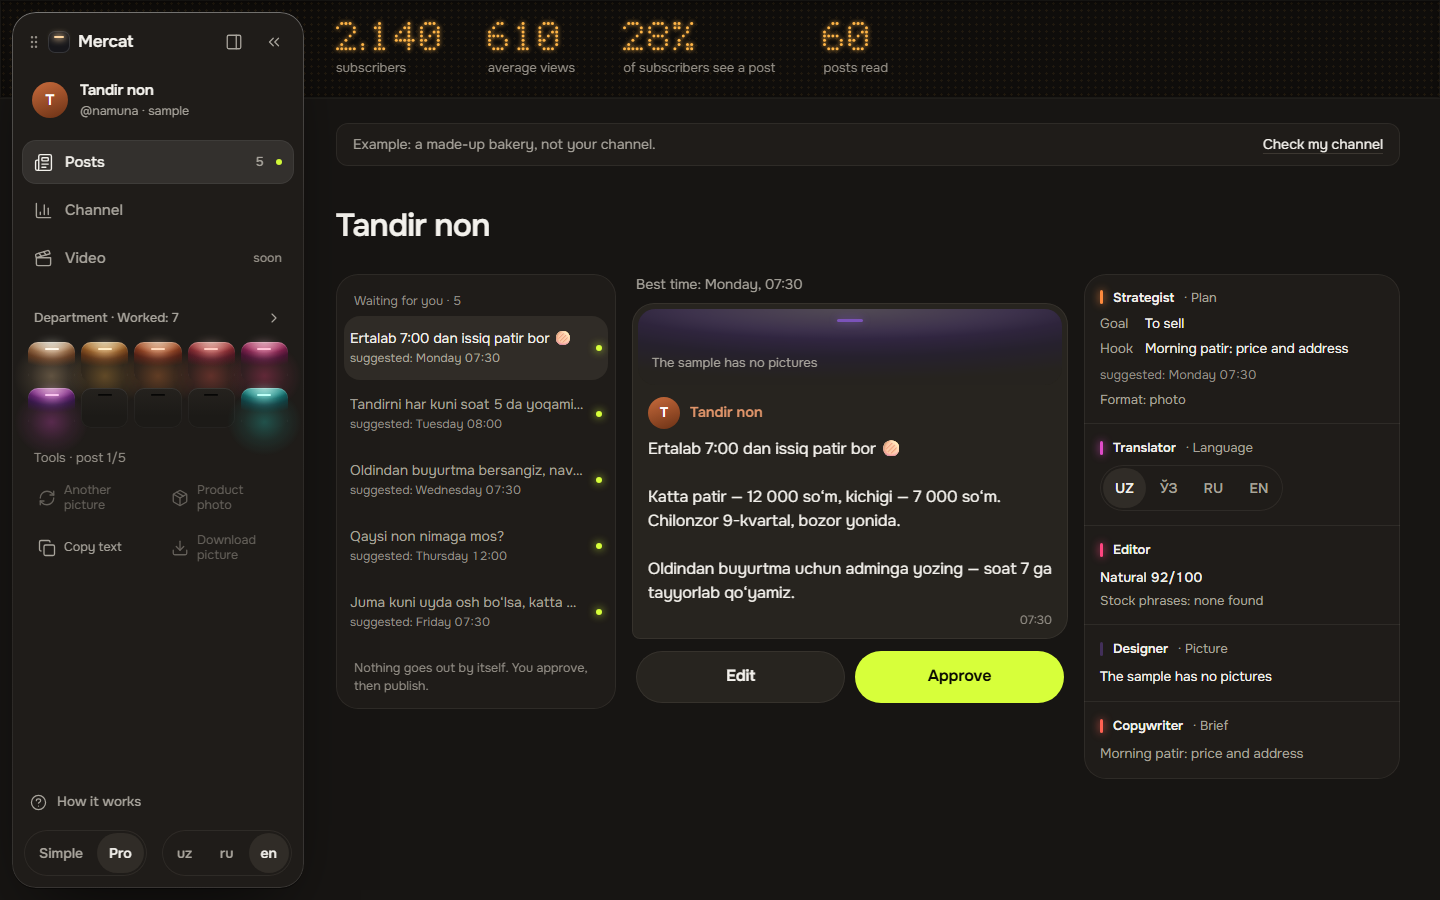 Mercat
T
Tandir non
@namuna · sample
Posts 5
Channel
Video soon
Department · Worked: 7
Tools · post 1/5
Another picture
Product photo
Copy text
Download picture
How it works
Simple Pro
uz ru en
2.140
subscribers
610
average views
28%
of subscribers see a post
60
posts read
Example: a made-up bakery, not your channel.
Check my channel
Tandir non
Waiting for you · 5
Ertalab 7:00 dan issiq patir bor
suggested: Monday 07:30
Tandirni har kuni soat 5 da yoqami...
suggested: Tuesday 08:00
Oldindan buyurtma bersangiz, nav...
suggested: Wednesday 07:30
Qaysi non nimaga mos?
suggested: Thursday 12:00
Juma kuni uyda osh bo‘lsa, katta ...
suggested: Friday 07:30
Nothing goes out by itself. You approve,
then publish.
Best time: Monday, 07:30
The sample has no pictures
T
Tandir non
Ertalab 7:00 dan issiq patir bor
Katta patir — 12 000 so‘m, kichigi — 7 000 so‘m.
Chilonzor 9-kvartal, bozor yonida.
Oldindan buyurtma uchun adminga yozing — soat 7 ga
tayyorlab qo‘yamiz.
07:30
Edit
Approve
Strategist · Plan
Goal To sell
Hook Morning patir: price and address
suggested: Monday 07:30
Format: photo
Translator · Language
UZ ЎЗ RU EN
Editor
Natural 92/100
Stock phrases: none found
Designer · Picture
The sample has no pictures
Copywriter · Brief
Morning patir: price and address